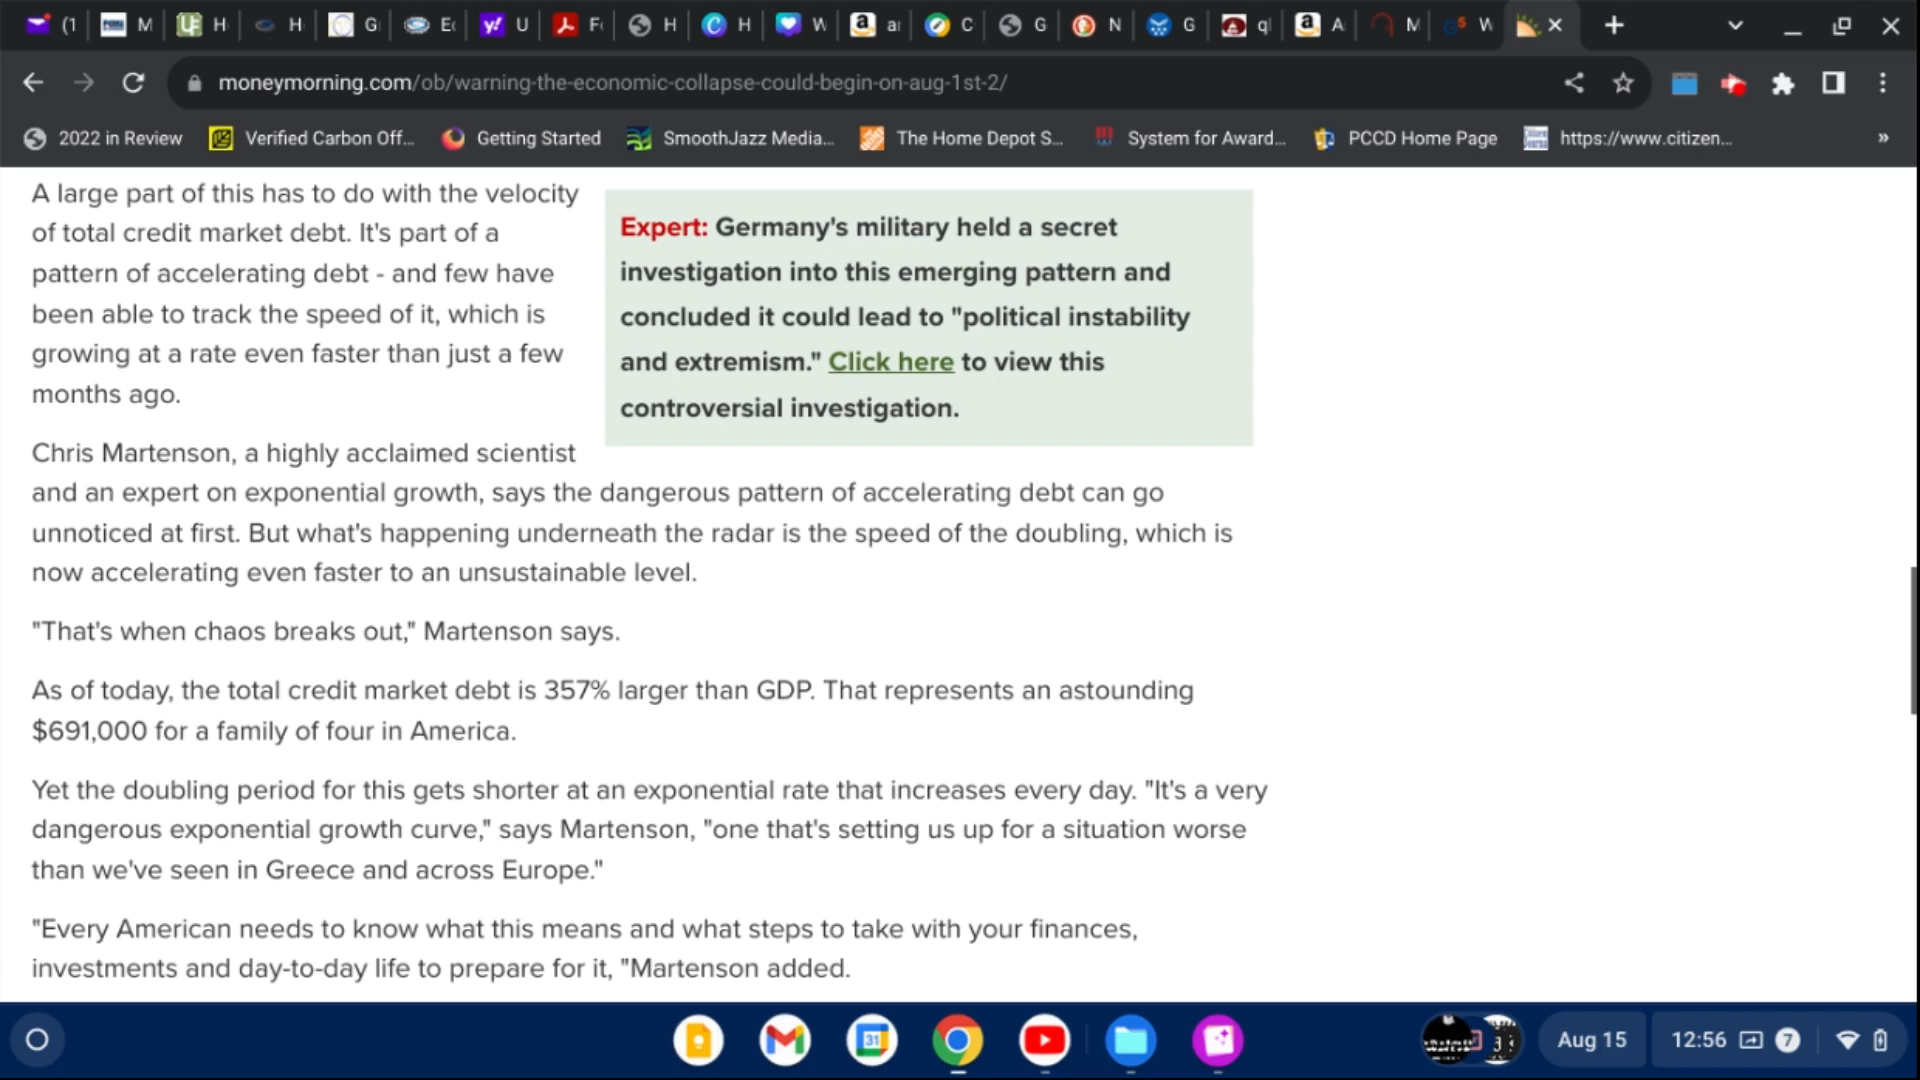 (1
M
H
H
G
E
U
F
H
H
W
a
C
G
N
G
q
A
M
W
moneymorning.com/ob/warning-the-economic-collapse-could-begin-on-aug-1st-2/
2022 in Review
Verified Carbon Off...
Getting Started
SmoothJazz Media...
The Home Depot S...
System for Award...
PCCD Home Page
https://www.citizen...
»
A large part of this has to do with the velocity
of total credit market debt. It's part of a
pattern of accelerating debt - and few have
been able to track the speed of it, which is
growing at a rate even faster than just a few
months ago.
Expert: Germany's military held a secret
investigation into this emerging pattern and
concluded it could lead to "political instability
and extremism." Click here to view this
controversial investigation.
Chris Martenson, a highly acclaimed scientist
and an expert on exponential growth, says the dangerous pattern of accelerating debt can go
unnoticed at first. But what's happening underneath the radar is the speed of the doubling, which is
now accelerating even faster to an unsustainable level.
"That's when chaos breaks out," Martenson says.
As of today, the total credit market debt is 357% larger than GDP. That represents an astounding
$691,000 for a family of four in America.
Yet the doubling period for this gets shorter at an exponential rate that increases every day. "It's a very
dangerous exponential growth curve," says Martenson, "one that's setting us up for a situation worse
than we've seen in Greece and across Europe."
"Every American needs to know what this means and what steps to take with your finances,
investments and day-to-day life to prepare for it, "Martenson added.
31
Aug 15
12:56
7